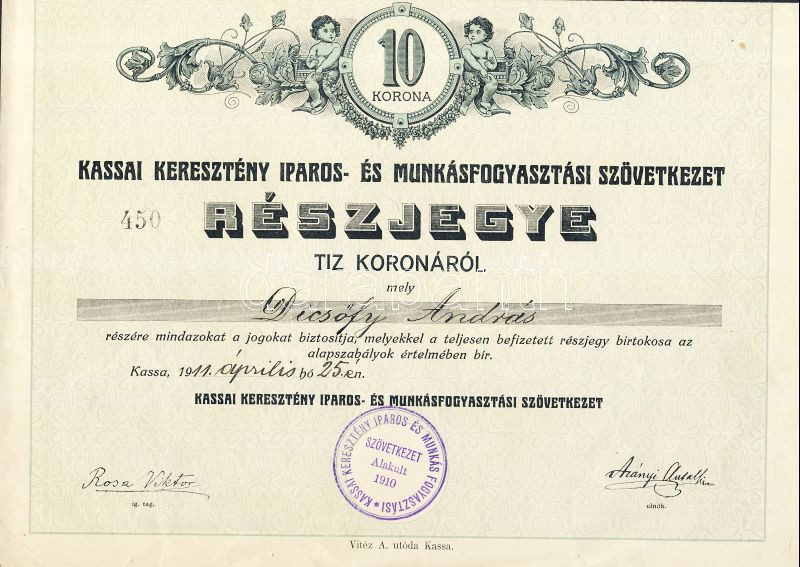 10
KORONA
KASSAI KERESZTÉNY IPAROS- ÉS MUNKÁSFOGYASZTÁSI SZÖVETKEZET
450
RÉSZJEGYE
TIZ KORONÁRÓL
mely
Dicsőfy András
részére mindazokat a jogokat biztosítja, melyekkel a teljesen befizetett részjegy birtokosa az
alapszabályok értelmében bír.
Kassa, 1911. április hó 25-én.
KASSAI KERESZTÉNY IPAROS- ÉS MUNKÁSFOGYASZTÁSI SZÖVETKEZET
KASSAI KERESZTÉNY IPAROS ÉS MUNKÁS FOGYASZTÁSI
SZÖVETKEZET
Alakult
1910
Rosa Viktor
ig. tag.
elnök.
Vitéz A. utóda Kassa.